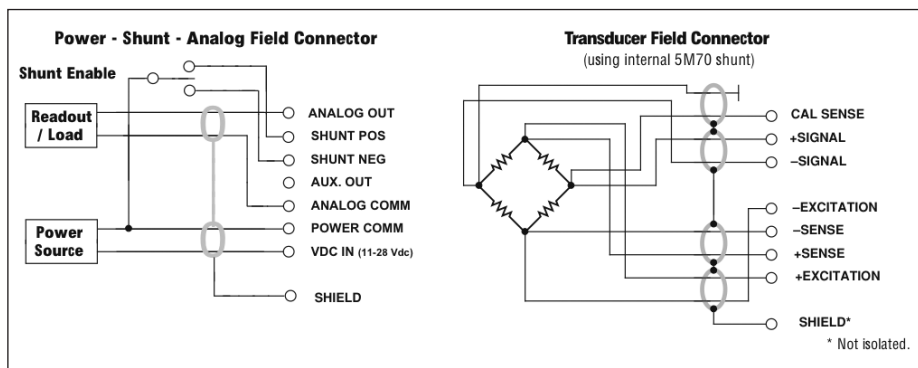 Power - Shunt - Analog Field Connector
Shunt Enable
Readout
/ Load
Power
Source
ANALOG OUT
SHUNT POS
SHUNT NEG
AUX. OUT
ANALOG COMM
POWER COMM
VDC IN (11-28 Vdc)
SHIELD
Transducer Field Connector
(using internal 5M70 shunt)
CAL SENSE
+SIGNAL
–SIGNAL
–EXCITATION
–SENSE
+SENSE
+EXCITATION
SHIELD*
* Not isolated.